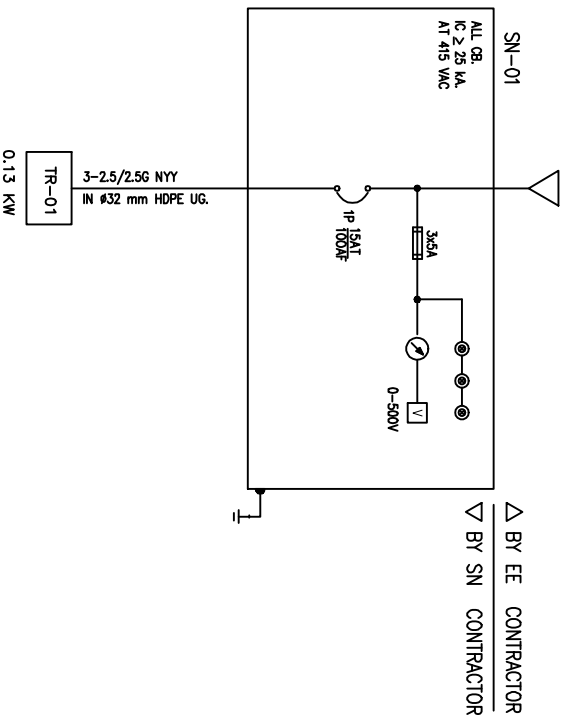 SN-01
ALL CB.
IC ≥ 25 kA.
AT 415 VAC
△ BY EE CONTRACTOR
▽ BY SN CONTRACTOR
3x5A
0-500V
V
1P 15AT
100AF
3-2.5/2.5G NYY
IN Ø32 mm HDPE UG.
TR-01
0.13 KW